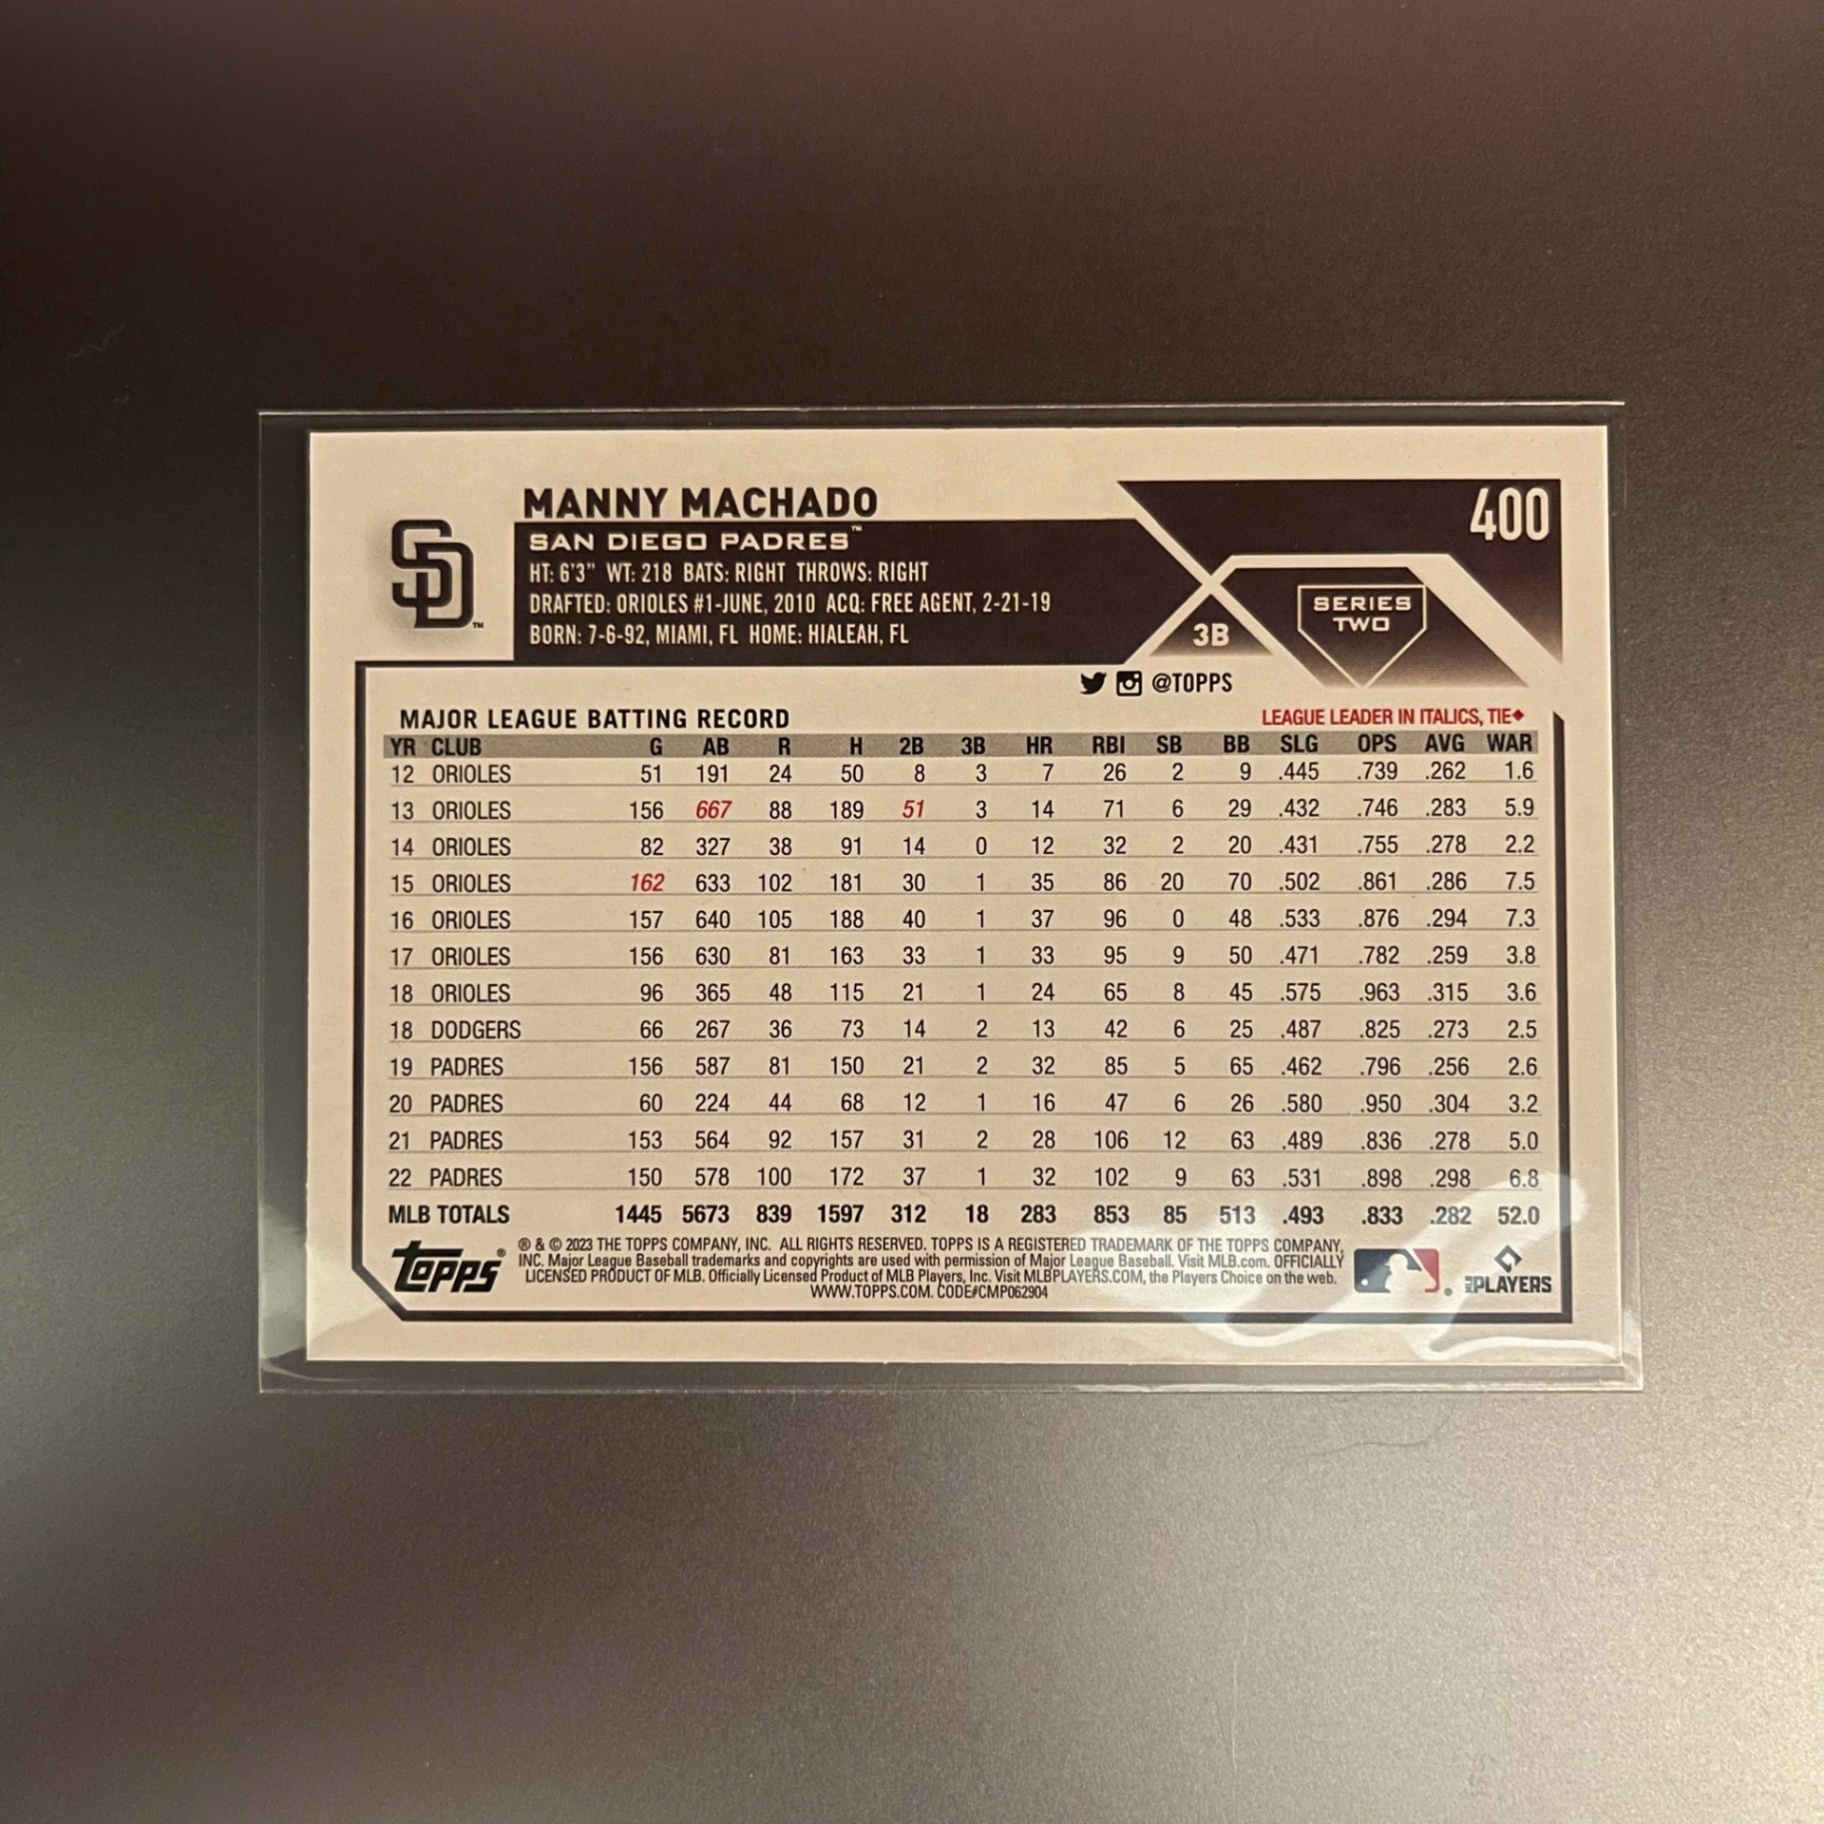 MANNY MACHADO
400
SD™
SAN DIEGO PADRES™
HT: 6'3" WT: 218 BATS: RIGHT THROWS: RIGHT
DRAFTED: ORIOLES #1-JUNE, 2010 ACQ: FREE AGENT, 2-21-19
BORN: 7-6-92, MIAMI, FL HOME: HIALEAH, FL
3B
SERIES
TWO
@TOPPS
MAJOR LEAGUE BATTING RECORD
LEAGUE LEADER IN ITALICS, TIE♦
YR CLUB G AB R H 2B 3B HR RBI SB BB SLG OPS AVG WAR
12 ORIOLES 51 191 24 50 8 3 7 26 2 9 .445 .739 .262 1.6
13 ORIOLES 156 667 88 189 51 3 14 71 6 29 .432 .746 .283 5.9
14 ORIOLES 82 327 38 91 14 0 12 32 2 20 .431 .755 .278 2.2
15 ORIOLES 162 633 102 181 30 1 35 86 20 70 .502 .861 .286 7.5
16 ORIOLES 157 640 105 188 40 1 37 96 0 48 .533 .876 .294 7.3
17 ORIOLES 156 630 81 163 33 1 33 95 9 50 .471 .782 .259 3.8
18 ORIOLES 96 365 48 115 21 1 24 65 8 45 .575 .963 .315 3.6
18 DODGERS 66 267 36 73 14 2 13 42 6 25 .487 .825 .273 2.5
19 PADRES 156 587 81 150 21 2 32 85 5 65 .462 .796 .256 2.6
20 PADRES 60 224 44 68 12 1 16 47 6 26 .580 .950 .304 3.2
21 PADRES 153 564 92 157 31 2 28 106 12 63 .489 .836 .278 5.0
22 PADRES 150 578 100 172 37 1 32 102 9 63 .531 .898 .298 6.8
MLB TOTALS 1445 5673 839 1597 312 18 283 853 85 513 .493 .833 .282 52.0
Topps®
® & © 2023 THE TOPPS COMPANY, INC. ALL RIGHTS RESERVED. TOPPS IS A REGISTERED TRADEMARK OF THE TOPPS COMPANY,
INC. Major League Baseball trademarks and copyrights are used with permission of Major League Baseball. Visit MLB.com. OFFICIALLY
LICENSED PRODUCT OF MLB. Officially Licensed Product of MLB Players, Inc. Visit MLBPLAYERS.COM, the Players Choice on the web.
WWW.TOPPS.COM. CODE#CMP062904
®
PLAYERS